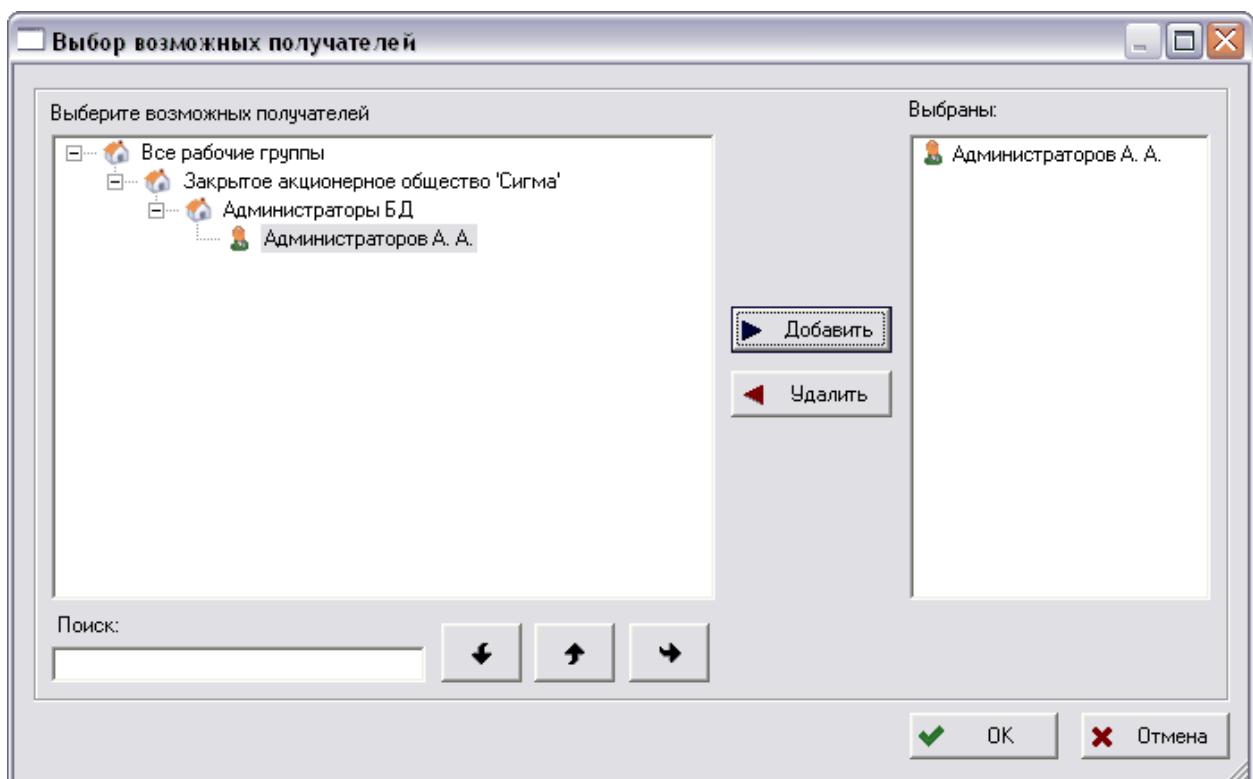 Выбор возможных получателей
Выберите возможных получателей
Все рабочие группы
Закрытое акционерное общество 'Сигма'
Администраторы БД
Администраторов А. А.
Поиск:
Добавить
Удалить
Выбраны:
Администраторов А. А.
OK
Отмена